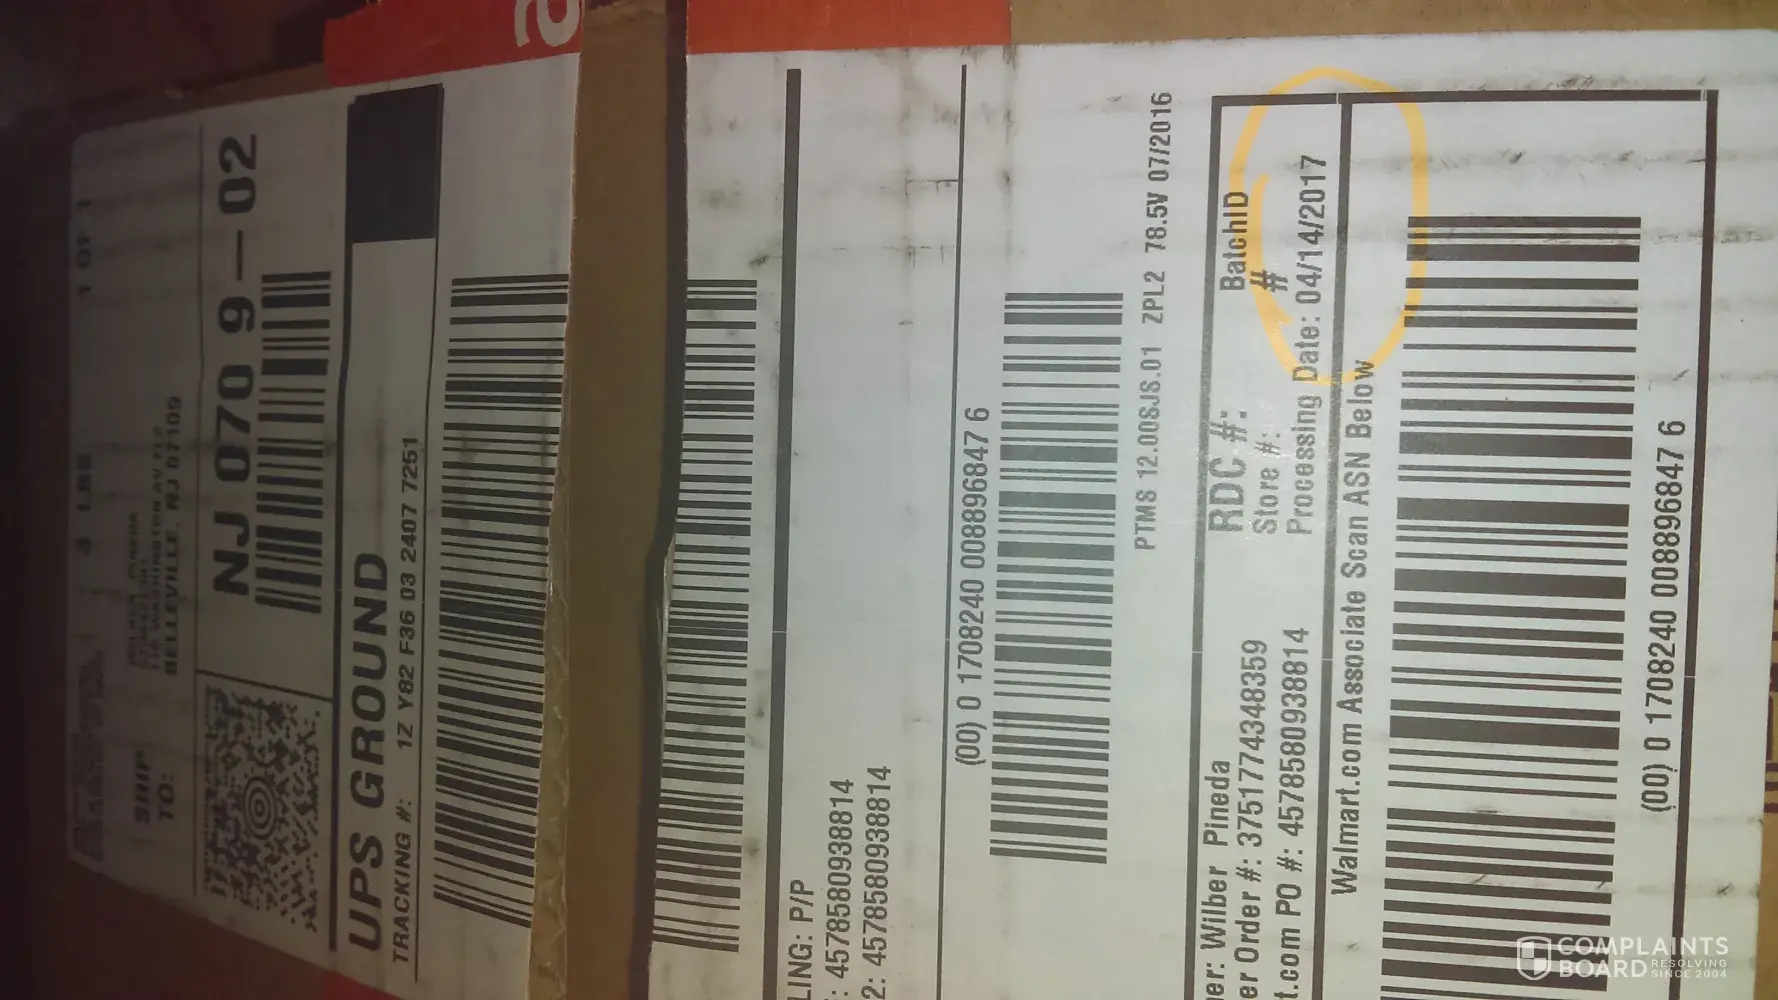 3 LBS
1 OF 1
SHIP
TO:
BELLEVILLE, NJ 07109
NJ 070 9-02
UPS GROUND
TRACKING #: 1Z Y82 F36 03 2407 7251
LING: P/P
: 4578580938814
2: 4578580938814
(00) 0 1708240 008896847 6
PTMS 12.00SJS.01 ZPL2 78.5V 07/2016
er: Wilber Pineda
er Order #: 3751774348359
t.com PO #: 4578580938814
RDC #:
BatchID
#
Store #:
Processing Date: 04/14/2017
Walmart.com Associate Scan ASN Below
(00) 0 1708240 008896847 6
COMPLAINTS
BOARD RESOLVING
SINCE 2004